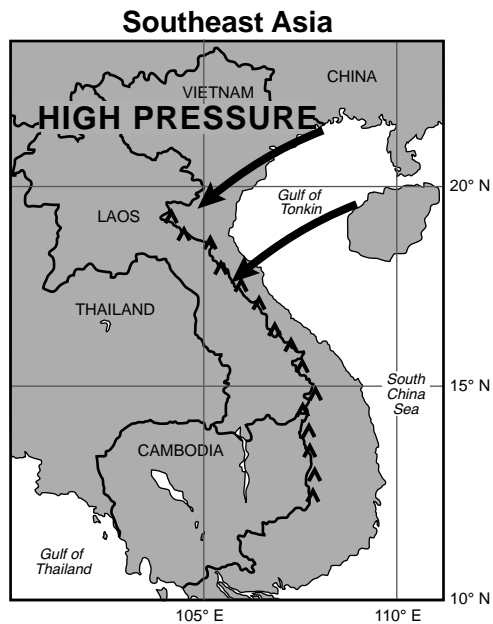 Southeast Asia
CHINA
VIETNAM
HIGH PRESSURE
20° N
Gulf of
Tonkin
LAOS
THAILAND
15° N
South
China
Sea
CAMBODIA
Gulf of
Thailand
10° N
105° E
110° E